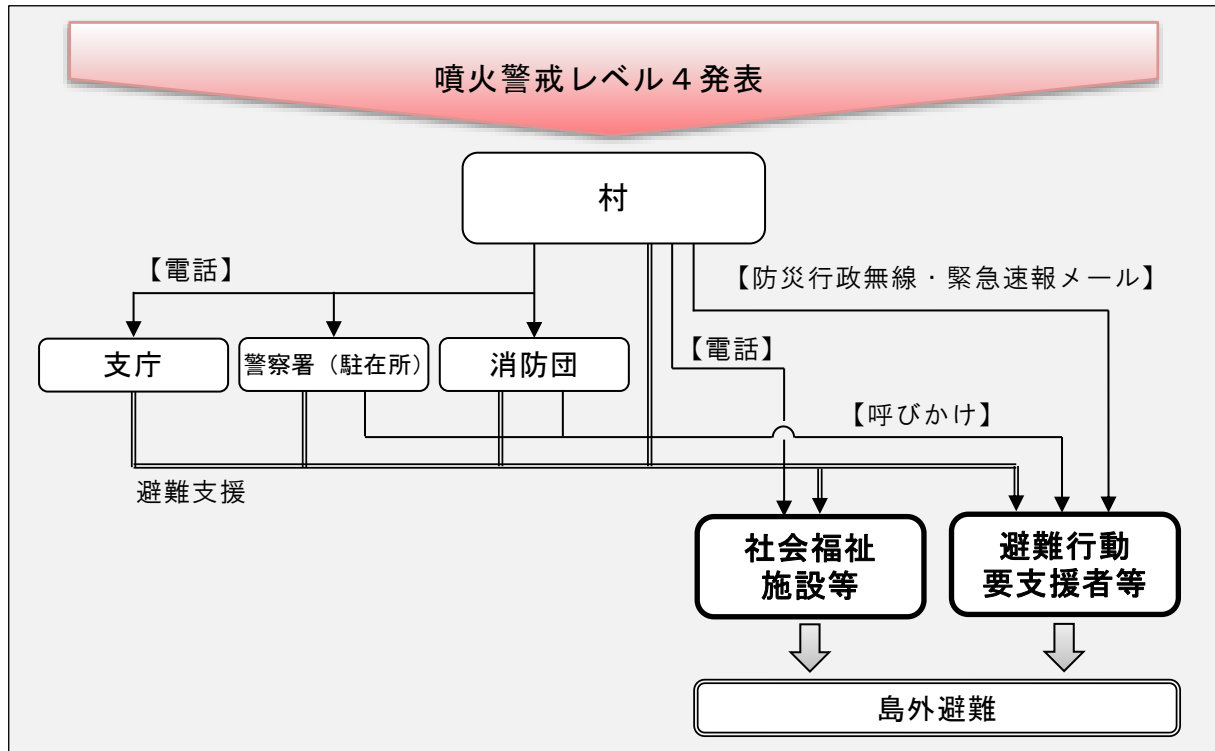 噴火警戒レベル４発表
村
【電話】
【防災行政無線・緊急速報メール】
支庁
警察署（駐在所）
消防団
【電話】
【呼びかけ】
避難支援
社会福祉
施設等
避難行動
要支援者等
島外避難